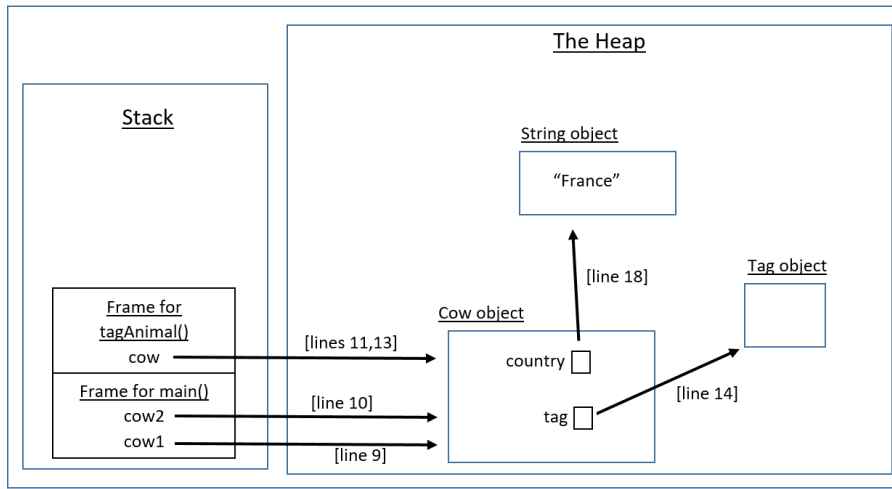 The Heap
Stack
String object
“France”
[line 18]
Tag object
Cow object
Frame for
tagAnimal()
cow
[lines 11,13]
country
[line 14]
Frame for main()
cow2
[line 10]
tag
cow1
[line 9]